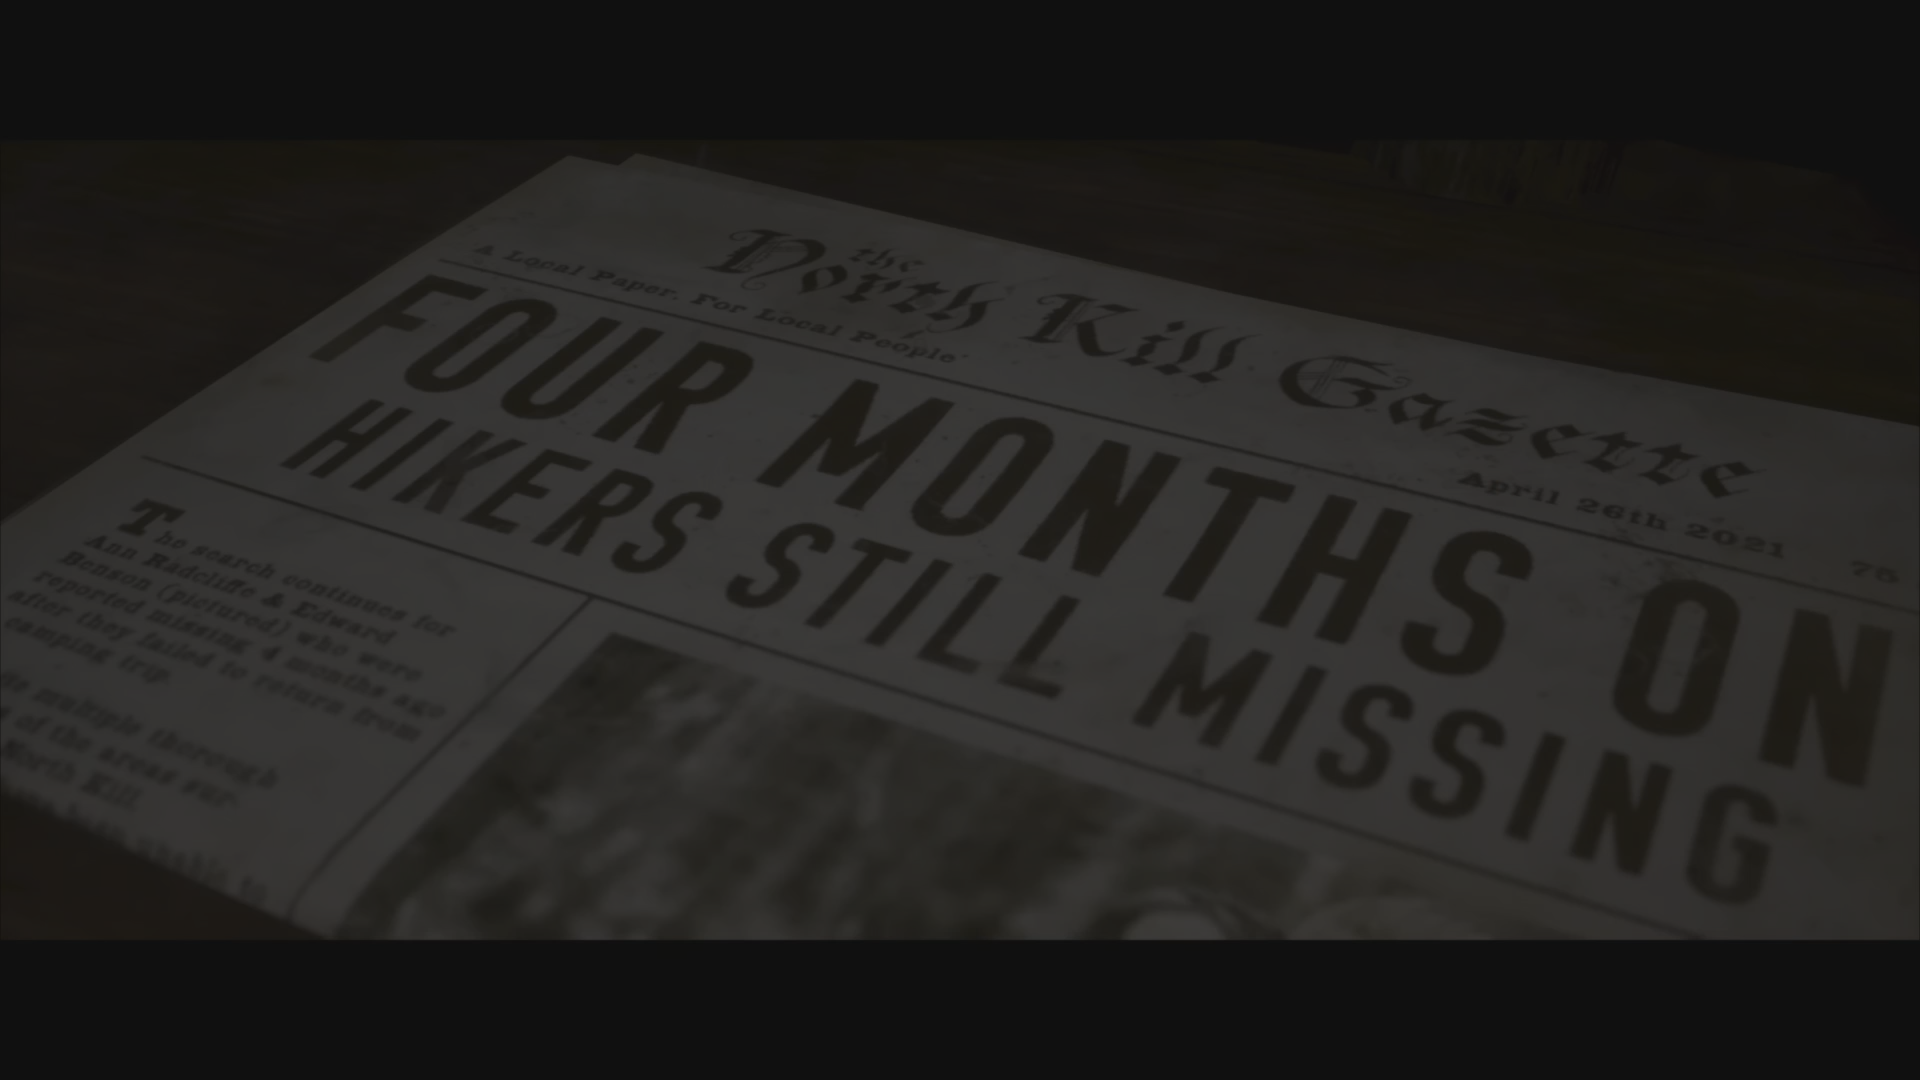 the
North Kill Gazette
A Local Paper, For Local People
April 26th 2021
75
FOUR MONTHS ON
HIKERS STILL MISSING
The search continues for
Ann Radcliffe & Edward
Benson (pictured) who were
reported missing 4 months ago
after they failed to return from
camping trip.
multiple thorough
of the areas sur-
North Kill